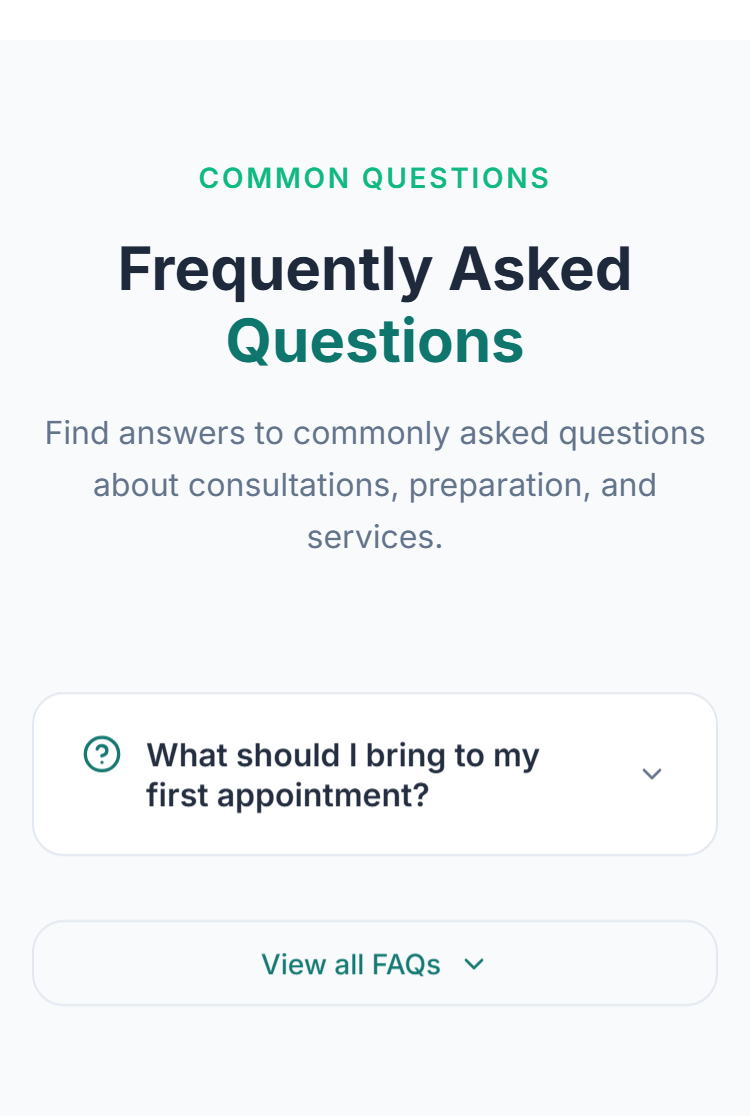 COMMON QUESTIONS
Frequently Asked
Questions
Find answers to commonly asked questions
about consultations, preparation, and
services.
What should I bring to my
first appointment?
View all FAQs